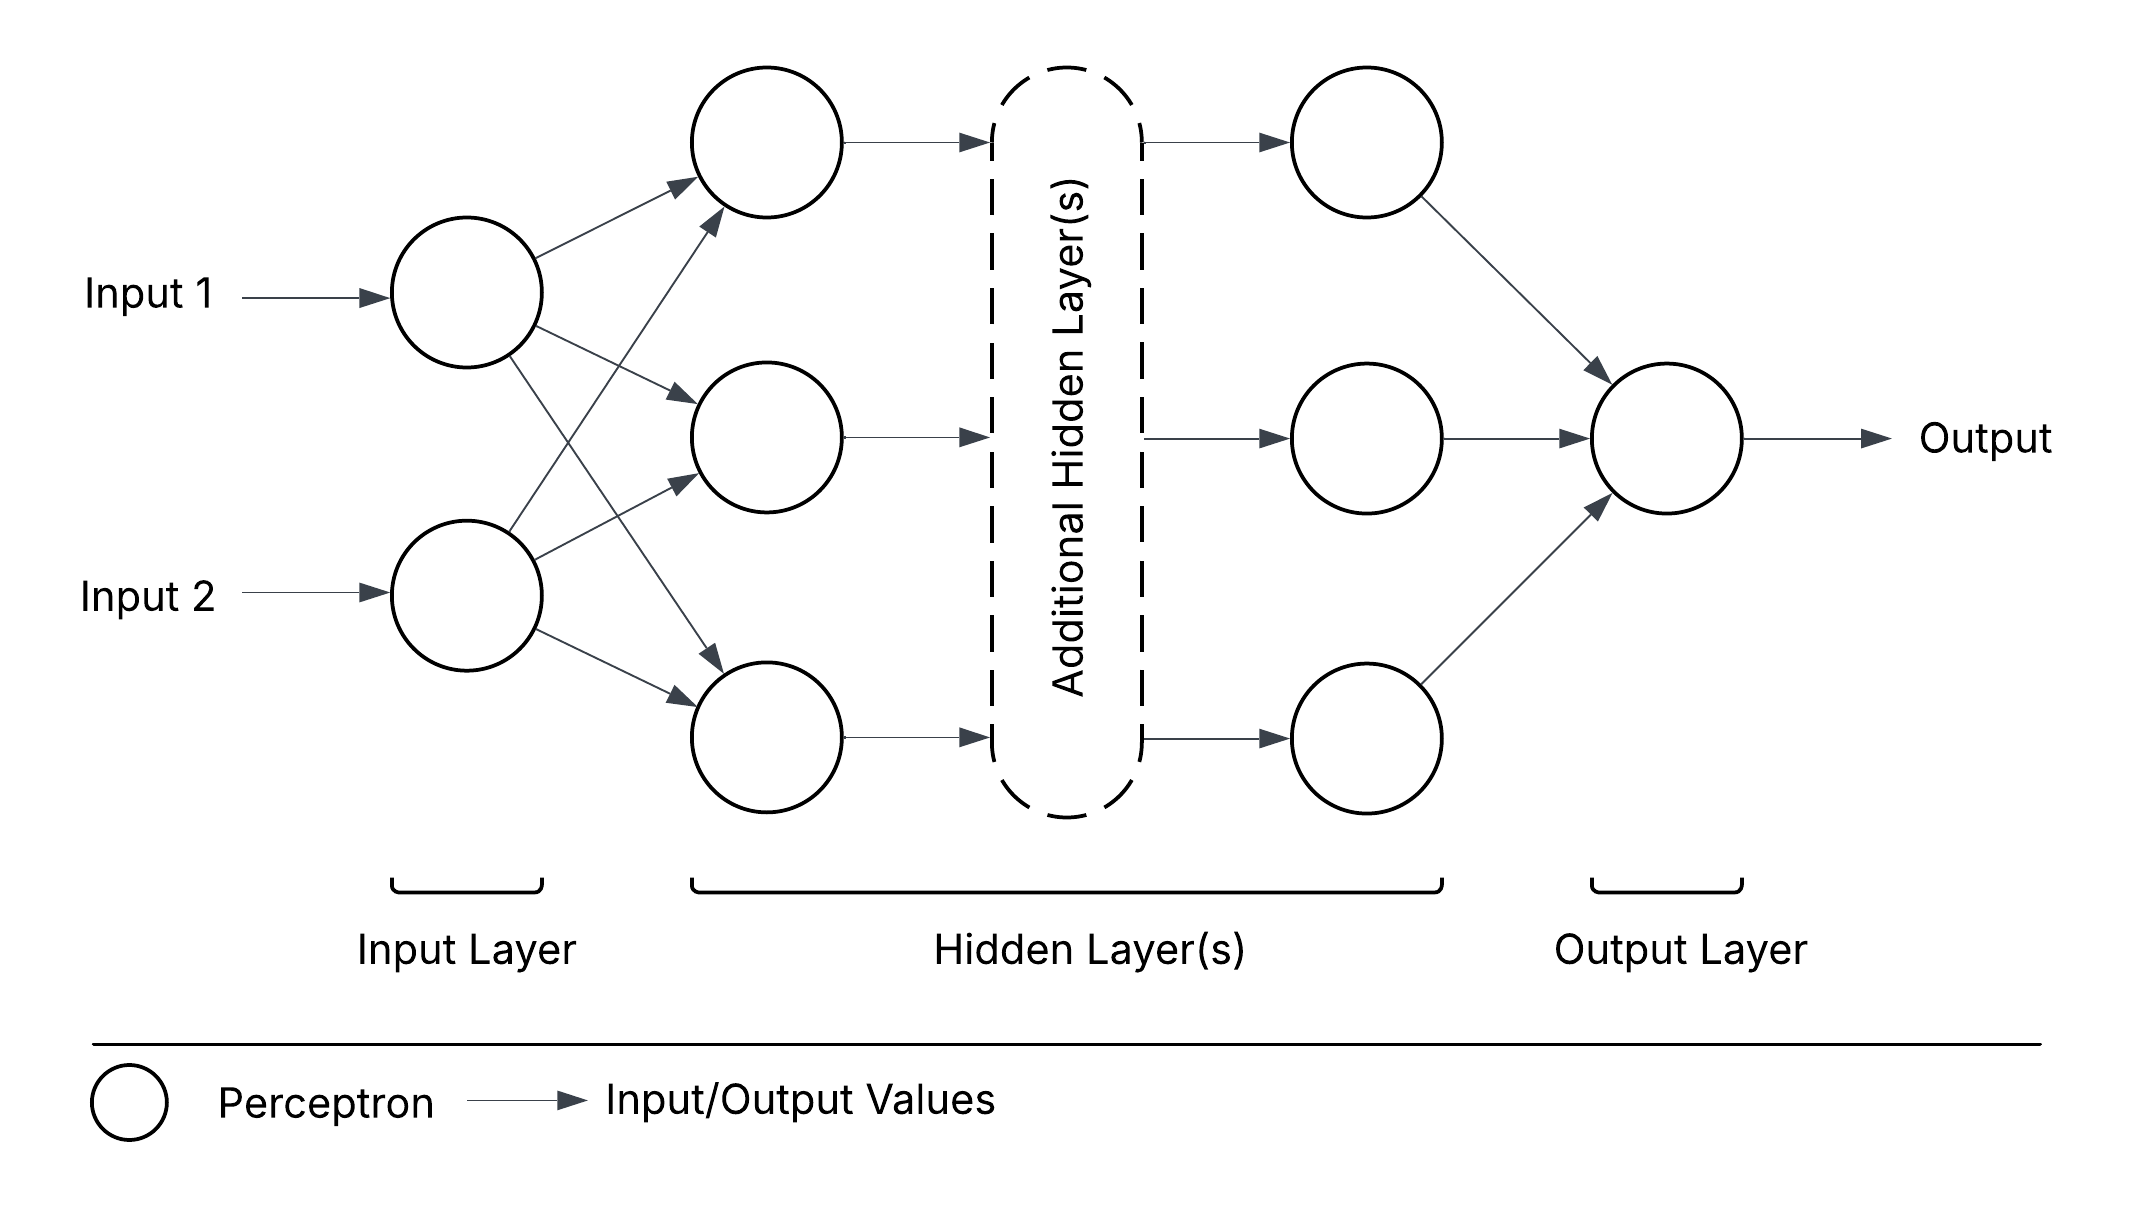 Input 1
Input 2
Additional Hidden Layer(s)
Output
Input Layer
Hidden Layer(s)
Output Layer
Perceptron
Input/Output Values